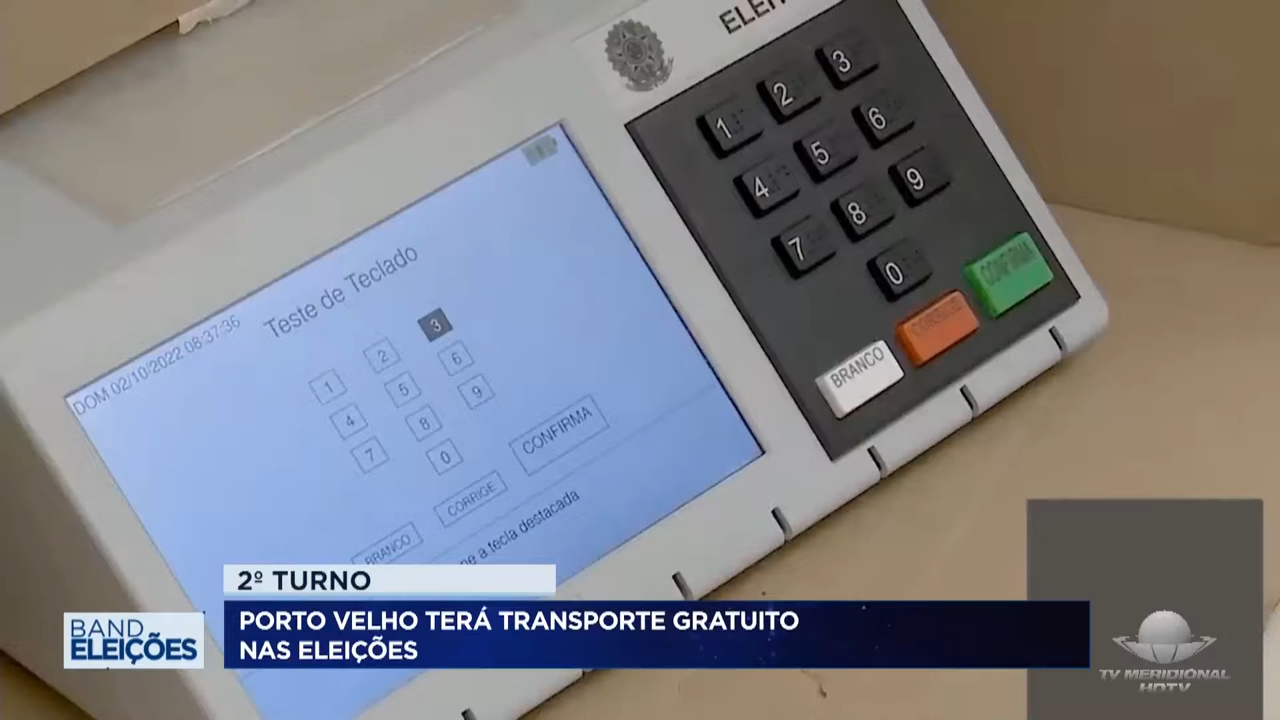 DOM 02/10/2022 08:37:36
Teste de Teclado
1 2 3
4 5 6
7 8 9
0
BRANCO CORRIGE CONFIRMA
a tecla destacada
1 2 3
4 5 6
7 8 9
0
BRANCO CORRIGE CONFIRMA
2º TURNO
BAND
ELEIÇÕES
PORTO VELHO TERÁ TRANSPORTE GRATUITO
NAS ELEIÇÕES
TV MERIDIONAL
HDTV